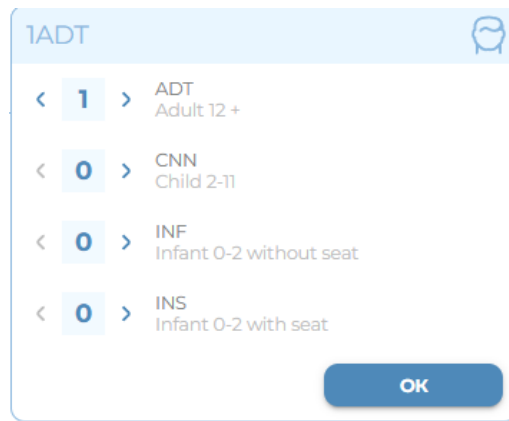 1ADT
< 1 > ADT
Adult 12 +
< 0 > CNN
Child 2-11
< 0 > INF
Infant 0-2 without seat
< 0 > INS
Infant 0-2 with seat
OK